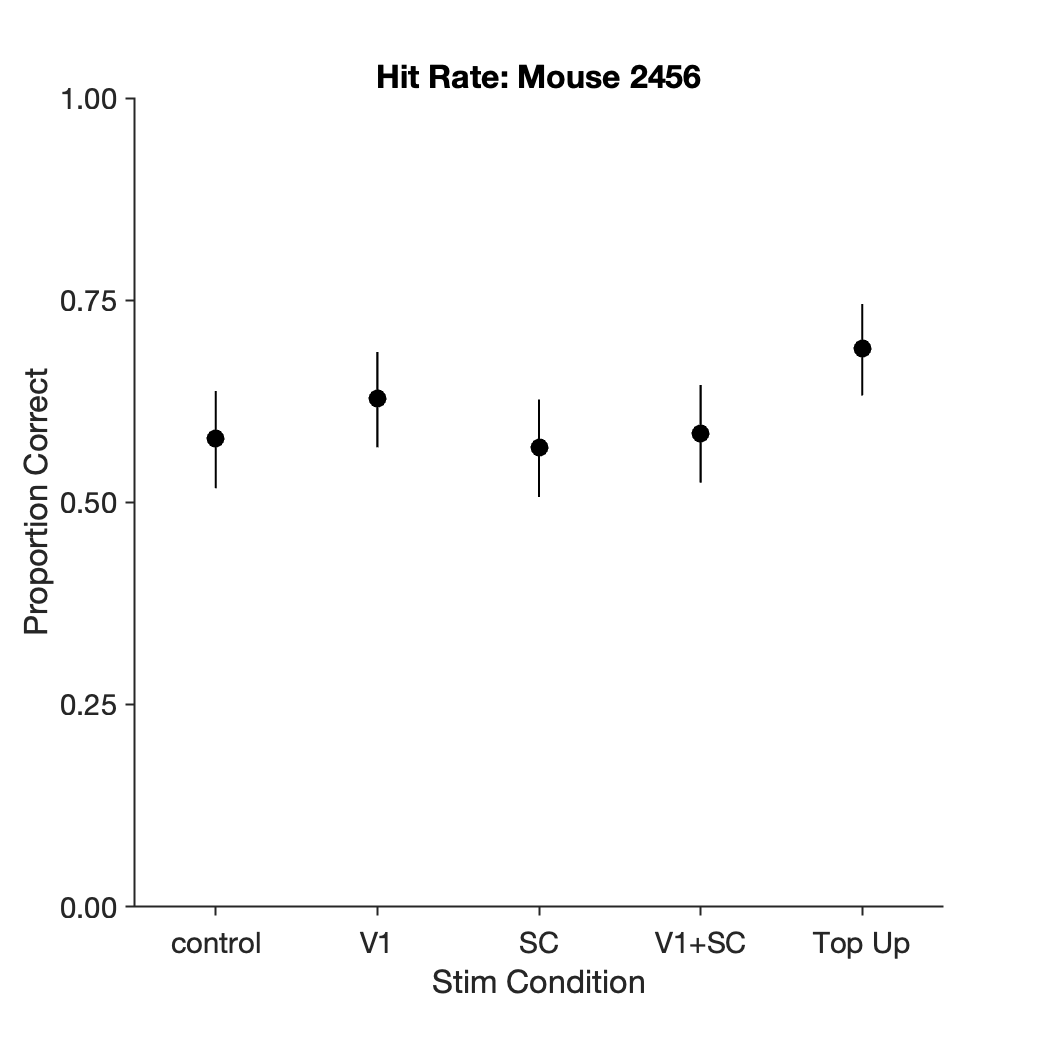 Hit Rate: Mouse 2456
1.00
0.75
0.50
0.25
0.00
Proportion Correct
control
V1
SC
V1+SC
Top Up
Stim Condition